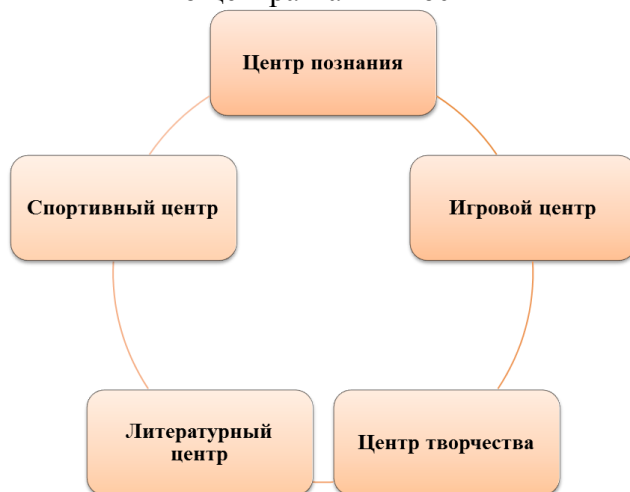 Центр познания
Спортивный центр
Игровой центр
Литературный
центр
Центр творчества